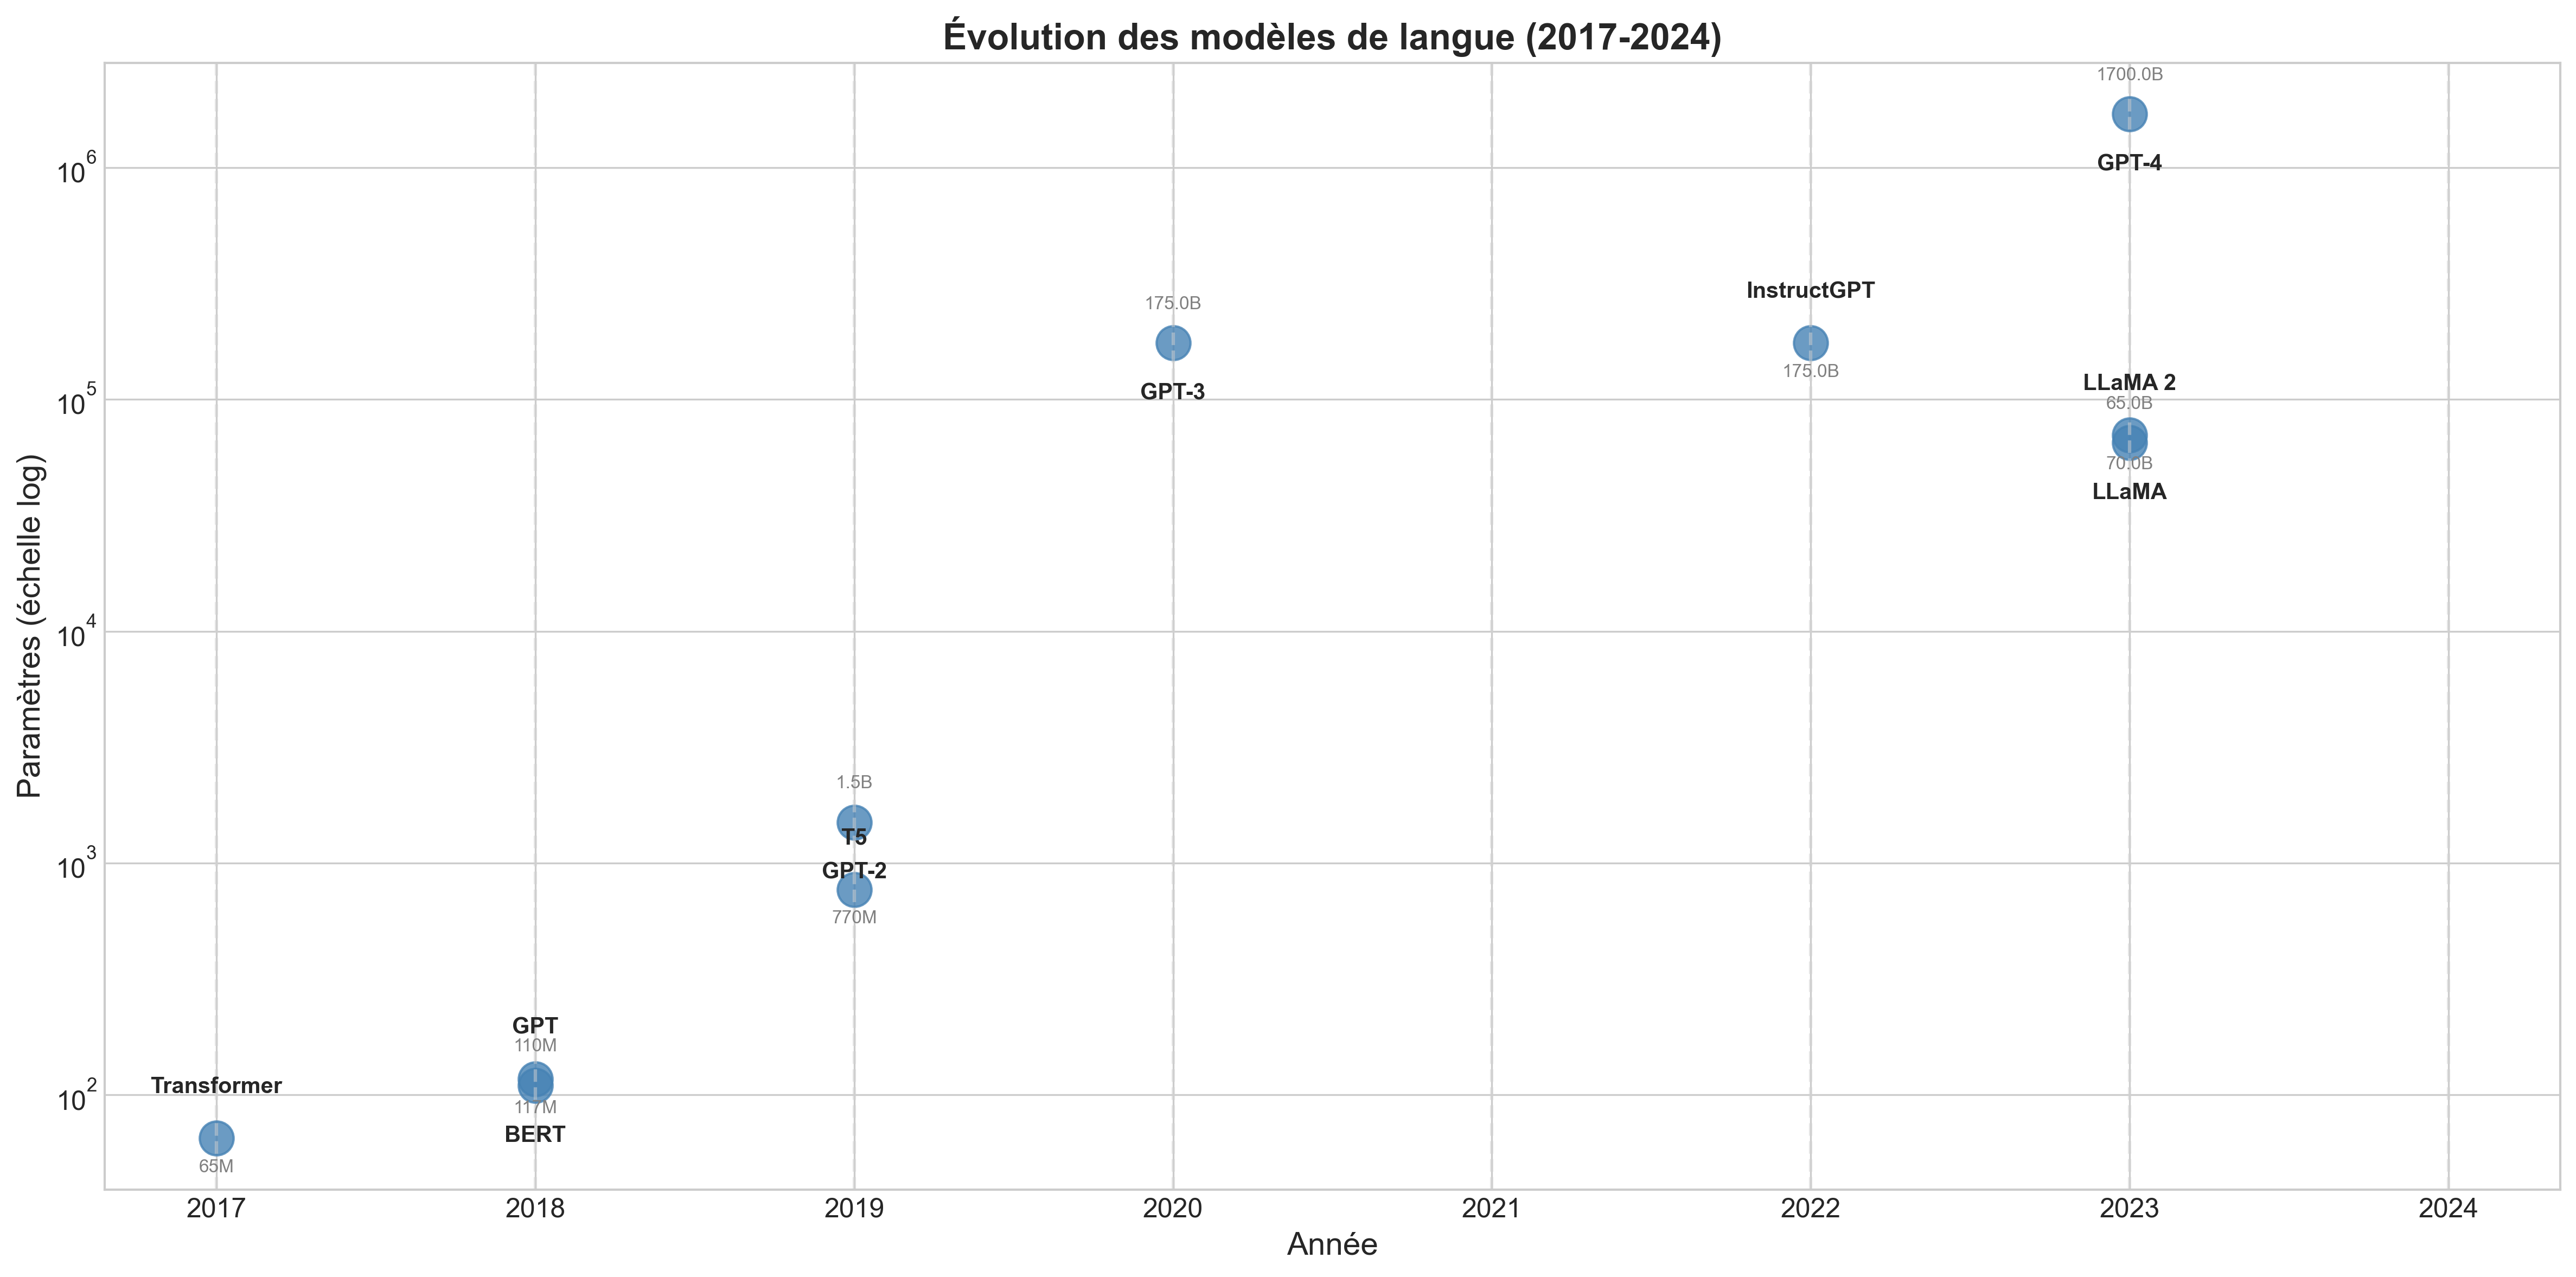 Évolution des modèles de langue (2017-2024)
Paramètres (échelle log)
10^6
10^5
10^4
10^3
10^2
1700.0B
GPT-4
InstructGPT
175.0B
175.0B
GPT-3
LLaMA 2
65.0B
70.0B
LLaMA
1.5B
T5
GPT-2
770M
GPT
110M
117M
BERT
Transformer
65M
2017 2018 2019 2020 2021 2022 2023 2024
Année